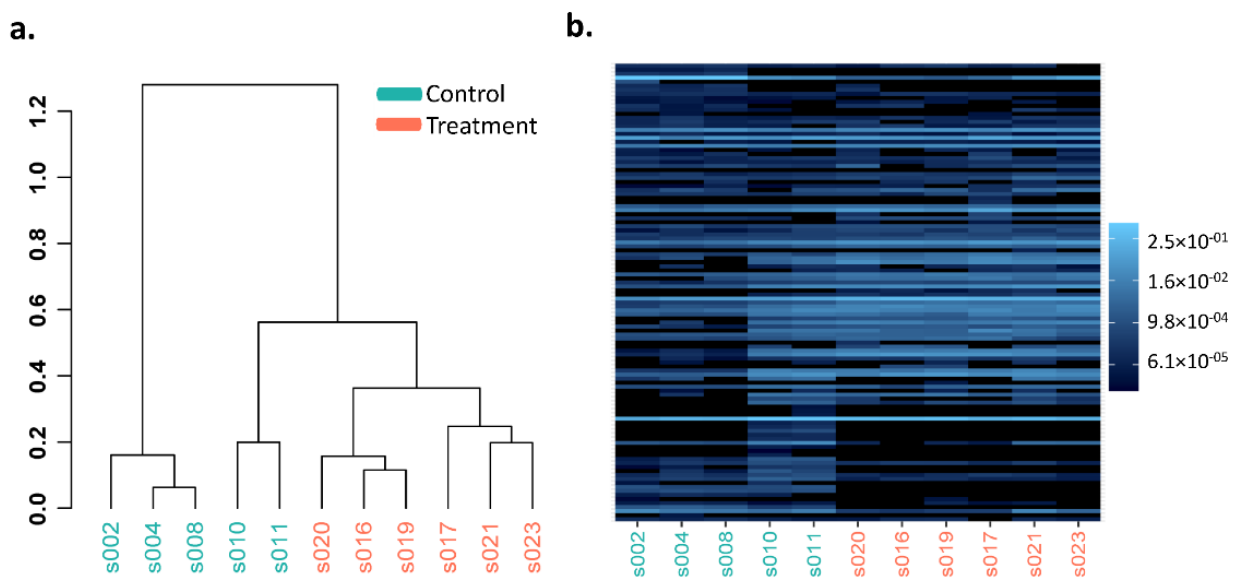 a.
1.2
1.0
0.8
0.6
0.4
0.2
0.0
Control
Treatment
s002
s004
s008
s010
s011
s020
s016
s019
s017
s021
s023
b.
2.5×10⁻⁰¹
1.6×10⁻⁰²
9.8×10⁻⁰⁴
6.1×10⁻⁰⁵
s002
s004
s008
s010
s011
s020
s016
s019
s017
s021
s023